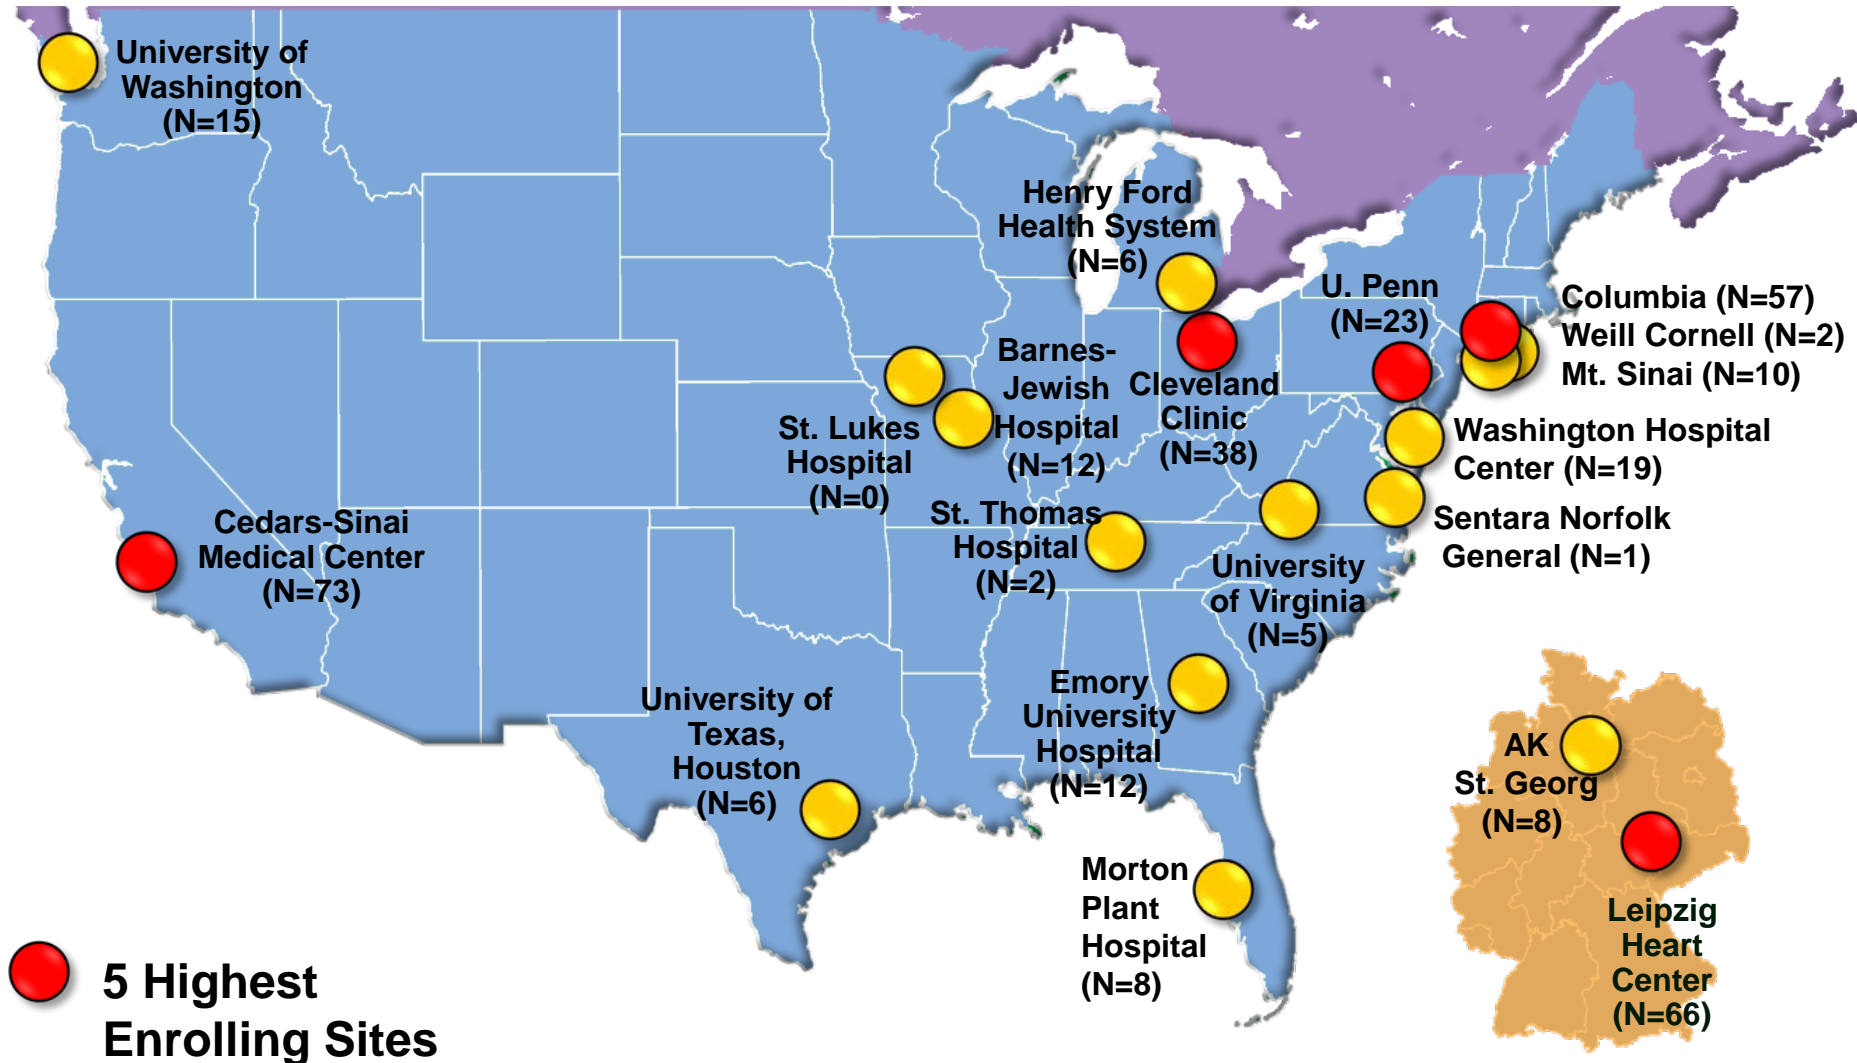 University of
Washington
(N=15)
Henry Ford
Health System
(N=6)
U. Penn
(N=23)
Columbia (N=57)
Weill Cornell (N=2)
Mt. Sinai (N=10)
Barnes-
Jewish
Hospital
(N=12)
Cleveland
Clinic
(N=38)
St. Lukes
Hospital
(N=0)
Washington Hospital
Center (N=19)
St. Thomas
Hospital
(N=2)
Sentara Norfolk
General (N=1)
Cedars-Sinai
Medical Center
(N=73)
University
of Virginia
(N=5)
University of
Texas,
Houston
(N=6)
Emory
University
Hospital
(N=12)
AK
St. Georg
(N=8)
Morton
Plant
Hospital
(N=8)
Leipzig
Heart
Center
(N=66)
5 Highest
Enrolling Sites